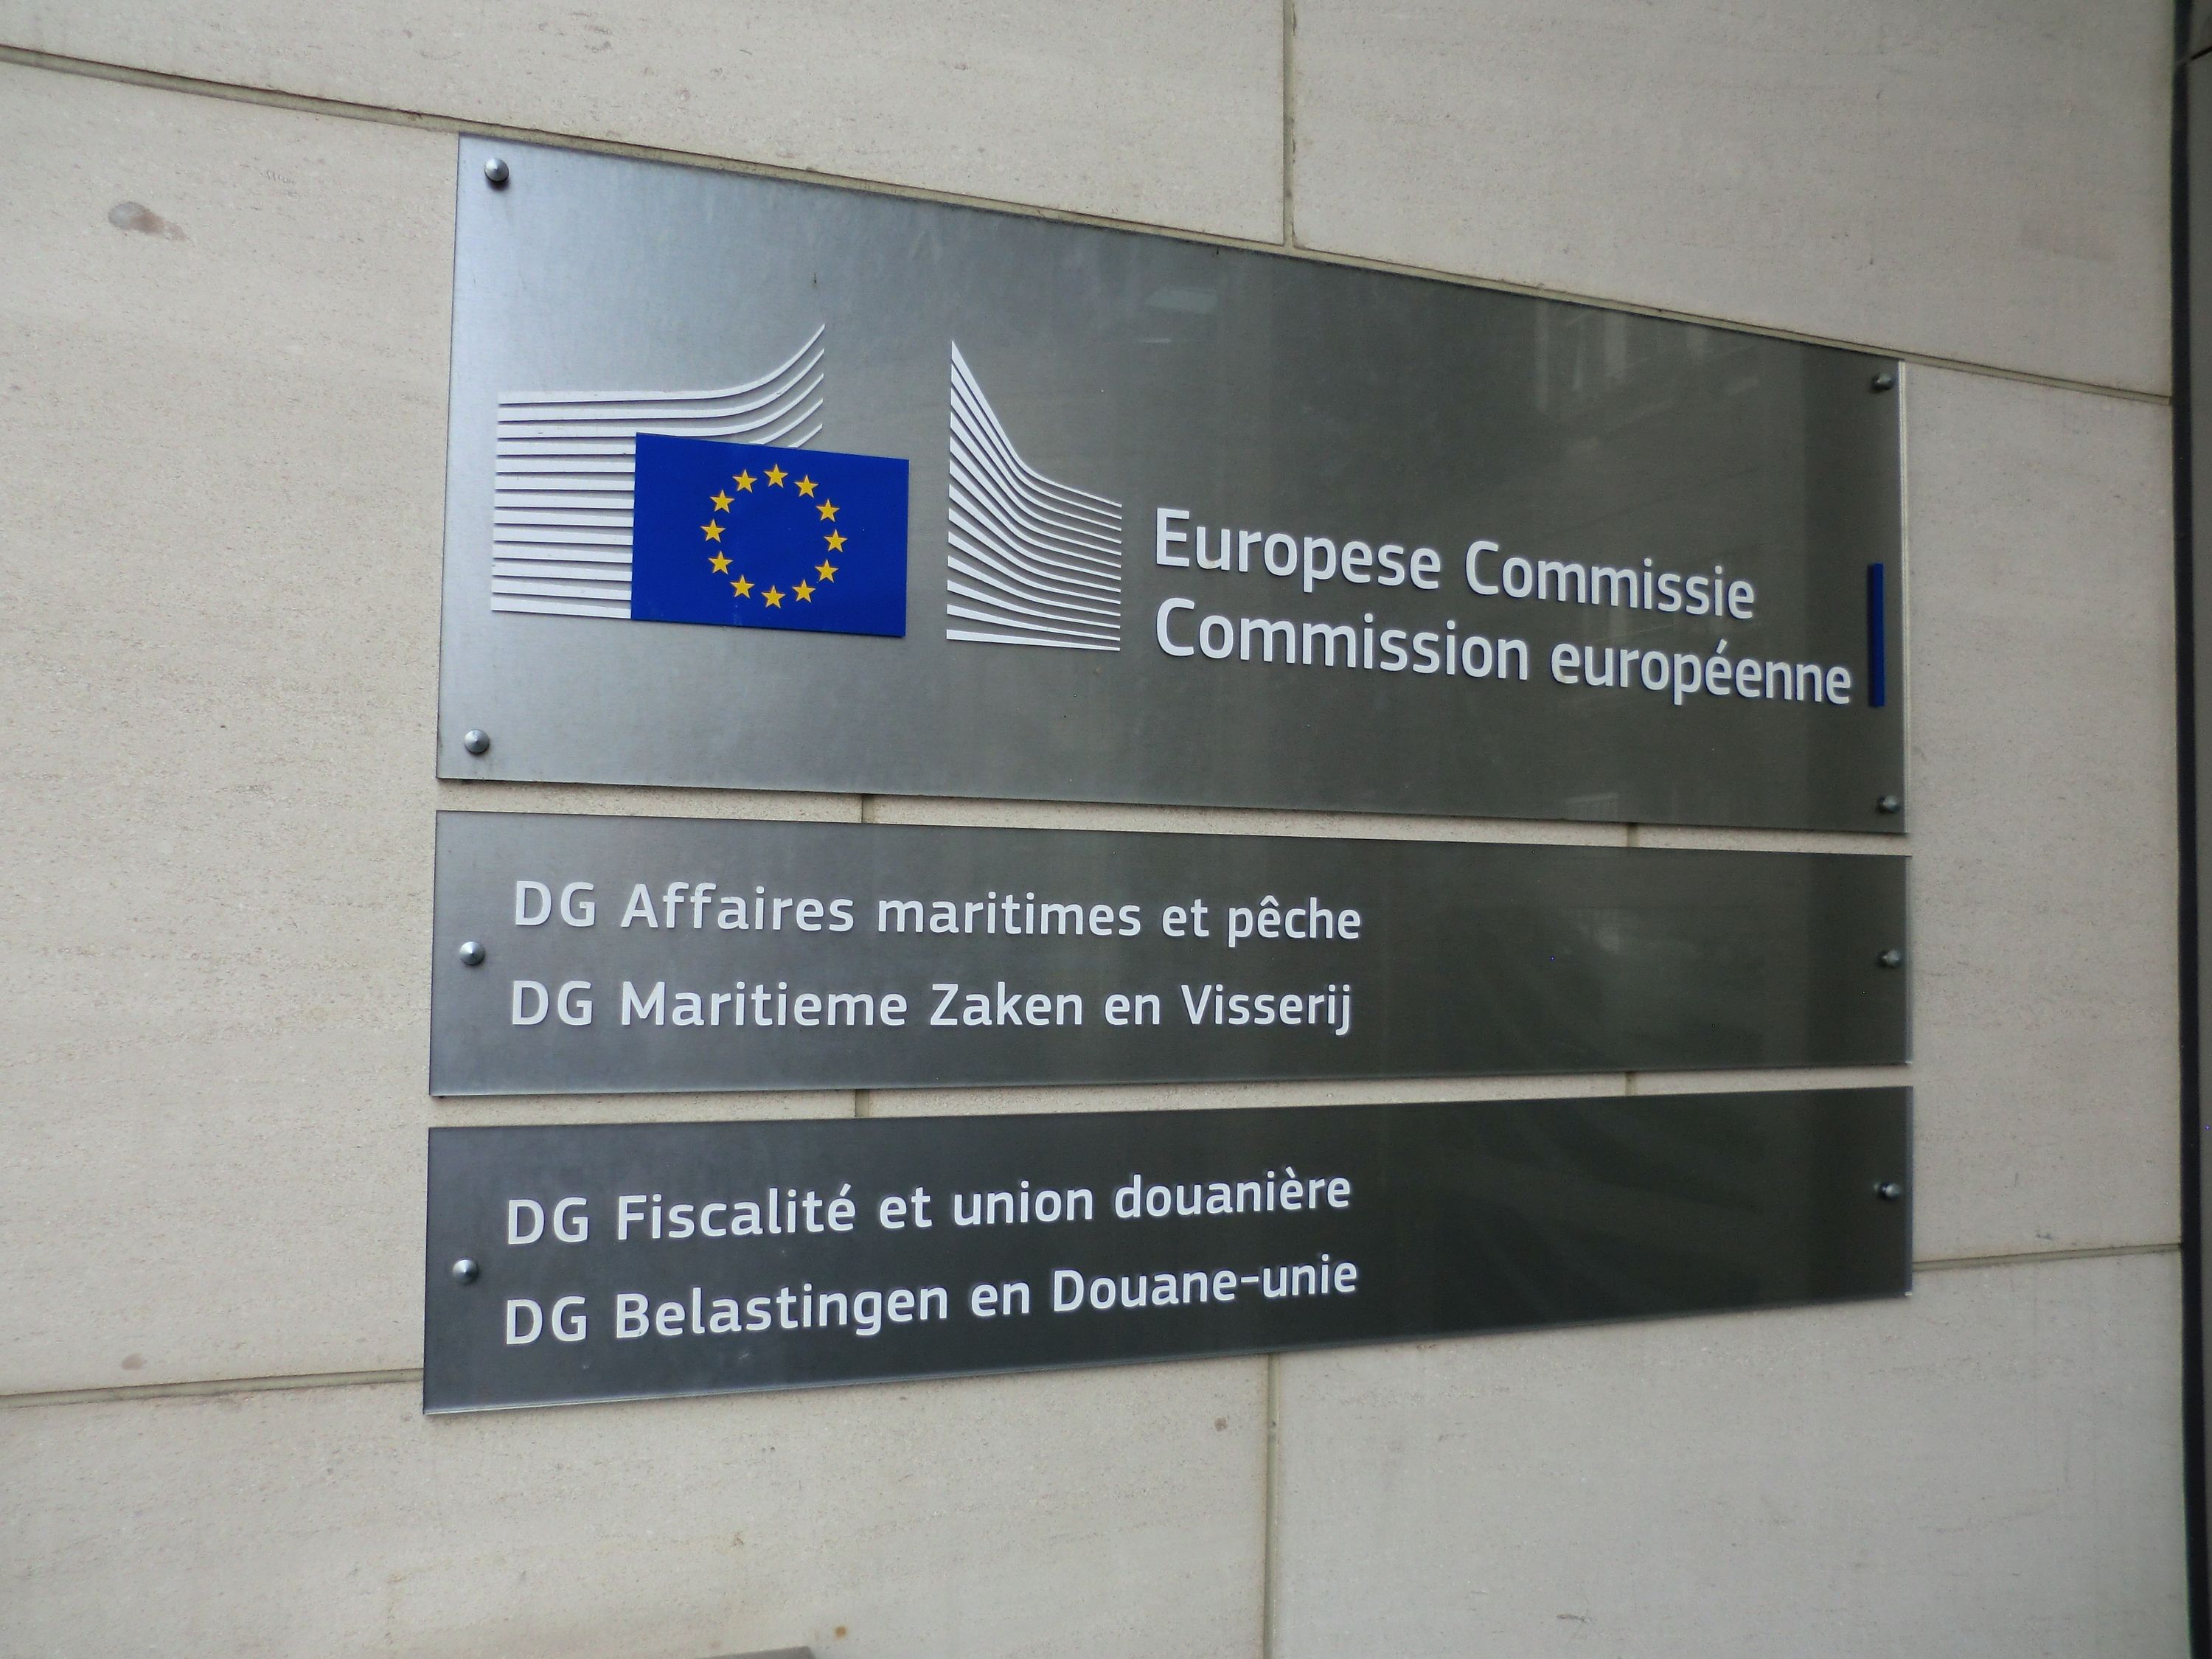 Europese Commissie
Commission européenne
DG Affaires maritimes et pêche
DG Maritieme Zaken en Visserij
DG Fiscalité et union douanière
DG Belastingen en Douane-unie